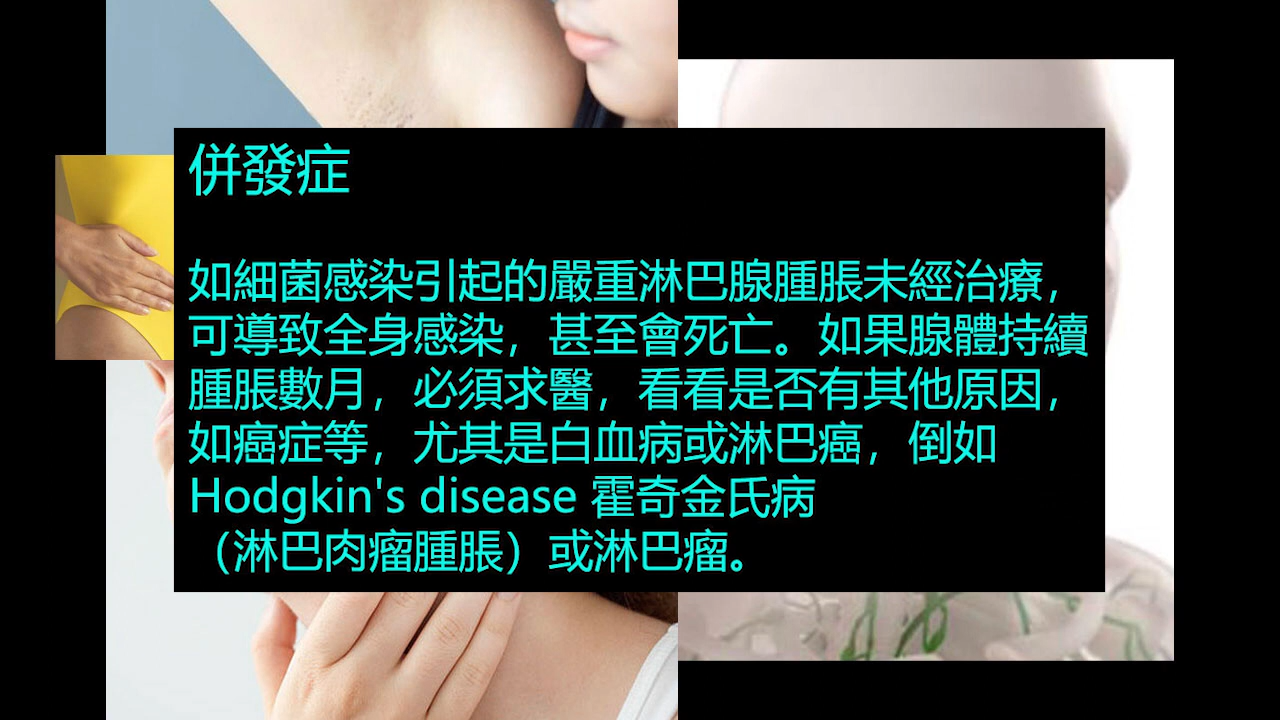 併發症
如細菌感染引起的嚴重淋巴腺腫脹未經治療，
可導致全身感染，甚至會死亡。如果腺體持續
腫脹數月，必須求醫，看看是否有其他原因，
如癌症等，尤其是白血病或淋巴癌，倒如
Hodgkin's disease 霍奇金氏病
（淋巴肉瘤腫脹）或淋巴瘤。